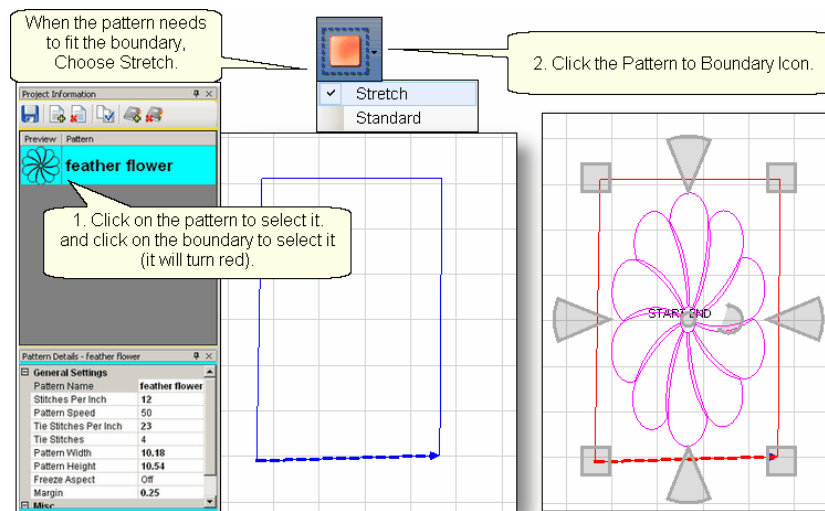 When the pattern needs
to fit the boundary,
Choose Stretch.
2. Click the Pattern to Boundary Icon.
Stretch
Standard
Project Information
Preview Pattern
feather flower
1. Click on the pattern to select it.
and click on the boundary to select it
(it will turn red).
START END
Pattern Details - feather flower
General Settings
Pattern Name feather flower
Stitches Per Inch 12
Pattern Speed 50
Tie Stitches Per Inch 23
Tie Stitches 4
Pattern Width 10.18
Pattern Height 10.54
Freeze Aspect Off
Margin 0.25
Misc